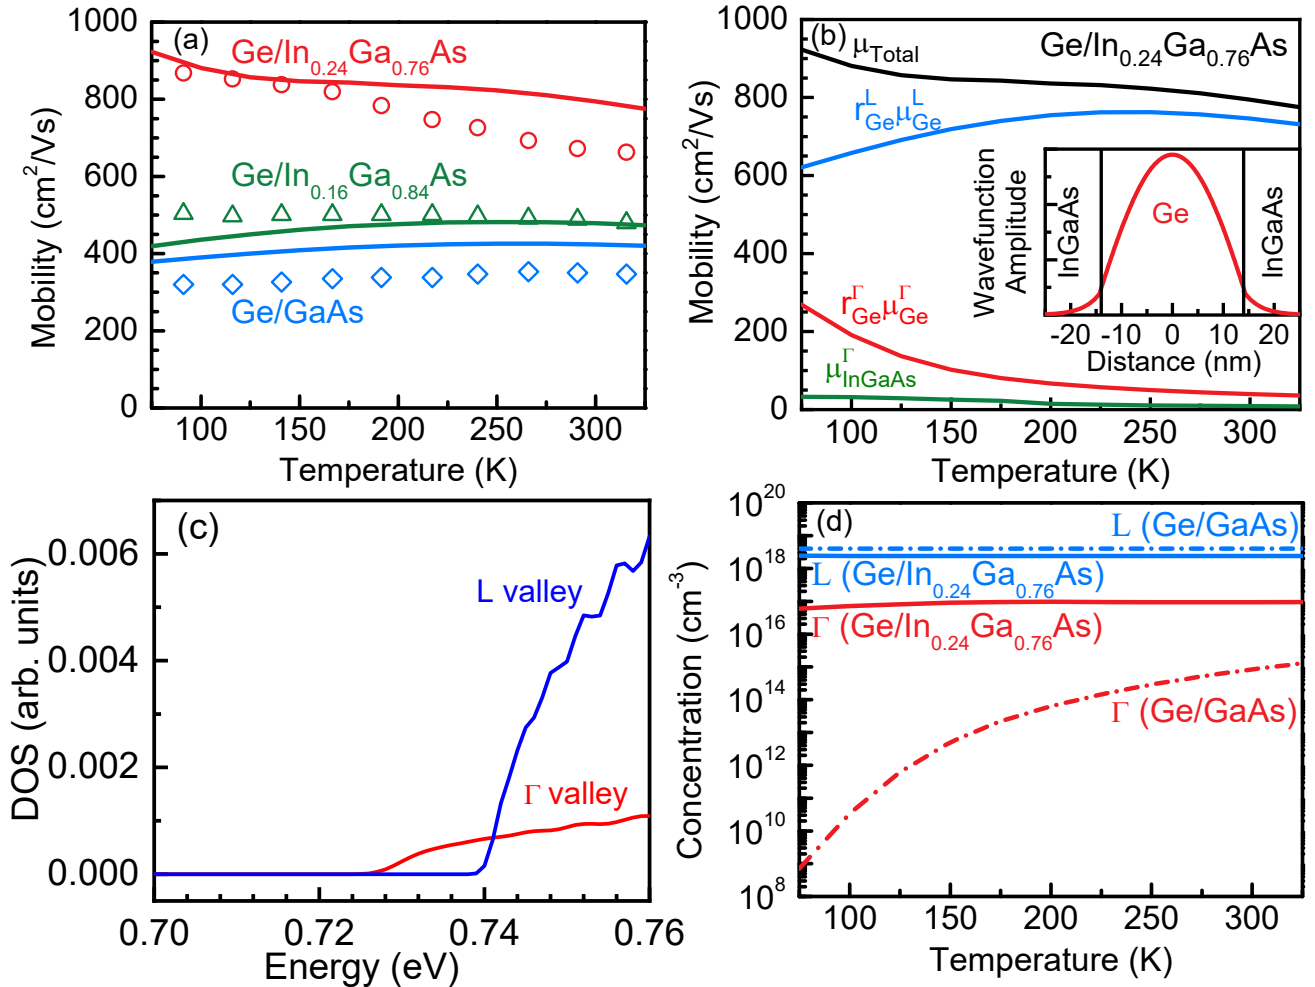 (a)
Ge/In0.24Ga0.76As
Ge/In0.16Ga0.84As
Ge/GaAs
1000
800
600
400
200
0
Mobility (cm2/Vs)
100 150 200 250 300
Temperature (K)
(b)
μTotal
Ge/In0.24Ga0.76As
rLGeμLGe
rΓGeμΓGe
μΓInGaAs
1000
800
600
400
200
0
Mobility (cm2/Vs)
100 150 200 250 300
Temperature (K)
Wavefunction
Amplitude
InGaAs
Ge
InGaAs
-20 -10 0 10 20
Distance (nm)
(c)
L valley
Γ valley
0.006
0.004
0.002
0.000
DOS (arb. units)
0.70 0.72 0.74 0.76
Energy (eV)
(d)
L (Ge/GaAs)
L (Ge/In0.24Ga0.76As)
Γ (Ge/In0.24Ga0.76As)
Γ (Ge/GaAs)
1020
1018
1016
1014
1012
1010
108
Concentration (cm-3)
100 150 200 250 300
Temperature (K)